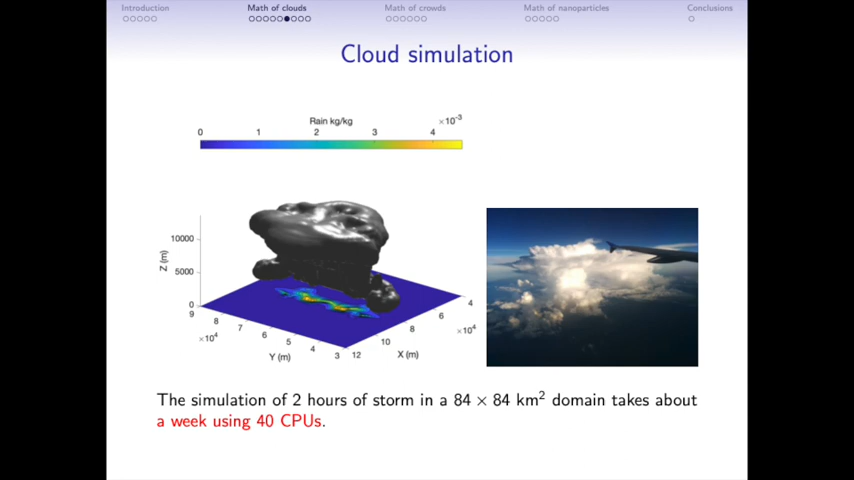 Introduction Math of clouds Math of crowds Math of nanoparticles Conclusions
Cloud simulation
Rain kg/kg ×10⁻³
0 1 2 3 4
10000
5000
0
Z (m)
9 8 7 6 5 4 3
×10⁴
Y (m)
12 10 8 6 4
×10⁴
X (m)
The simulation of 2 hours of storm in a 84 × 84 km² domain takes about
a week using 40 CPUs.